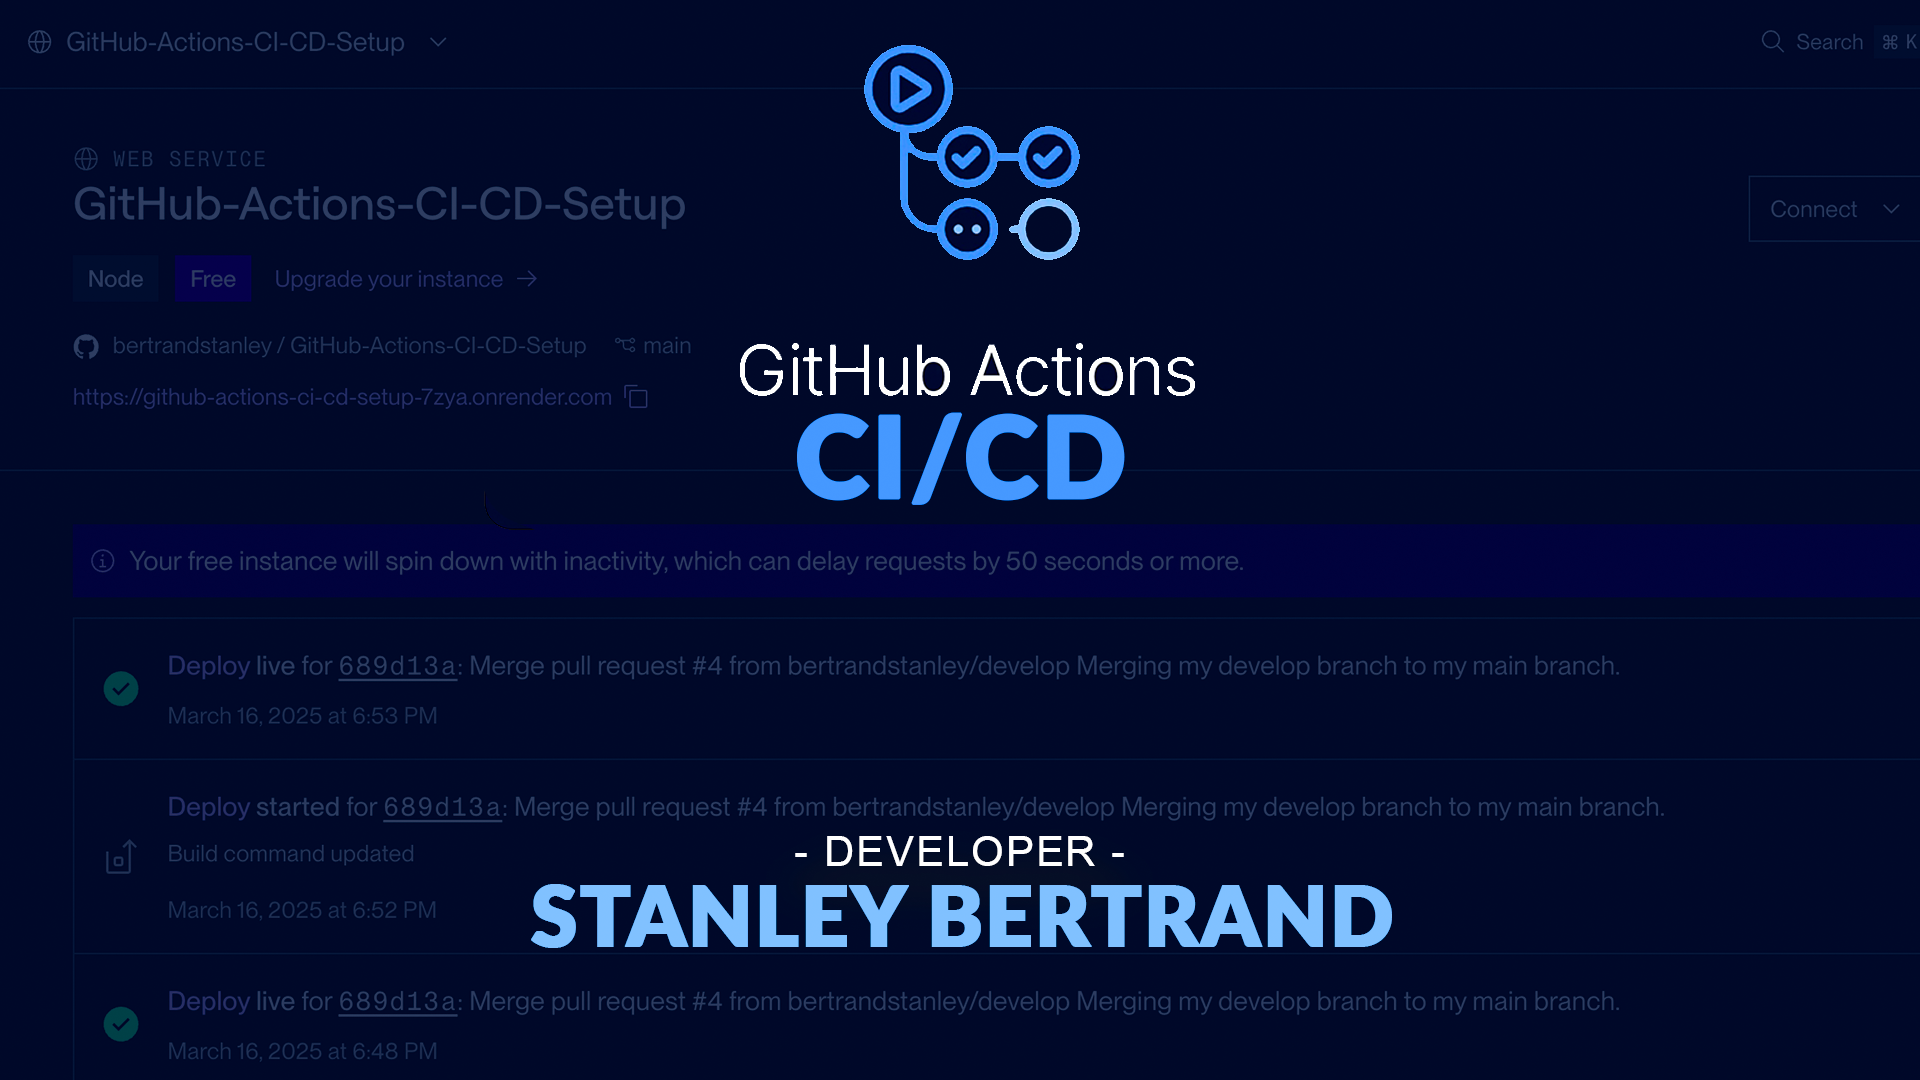 GitHub-Actions-CI-CD-Setup
Search ⌘ K
WEB SERVICE
GitHub-Actions-CI-CD-Setup
Connect
Node Free Upgrade your instance →
bertrandstanley / GitHub-Actions-CI-CD-Setup main
https://github-actions-ci-cd-setup-7zya.onrender.com
GitHub Actions
CI/CD
Your free instance will spin down with inactivity, which can delay requests by 50 seconds or more.
Deploy live for 689d13a: Merge pull request #4 from bertrandstanley/develop Merging my develop branch to my main branch.
March 16, 2025 at 6:53 PM
Deploy started for 689d13a: Merge pull request #4 from bertrandstanley/develop Merging my develop branch to my main branch.
Build command updated
March 16, 2025 at 6:52 PM
- DEVELOPER -
STANLEY BERTRAND
Deploy live for 689d13a: Merge pull request #4 from bertrandstanley/develop Merging my develop branch to my main branch.
March 16, 2025 at 6:48 PM